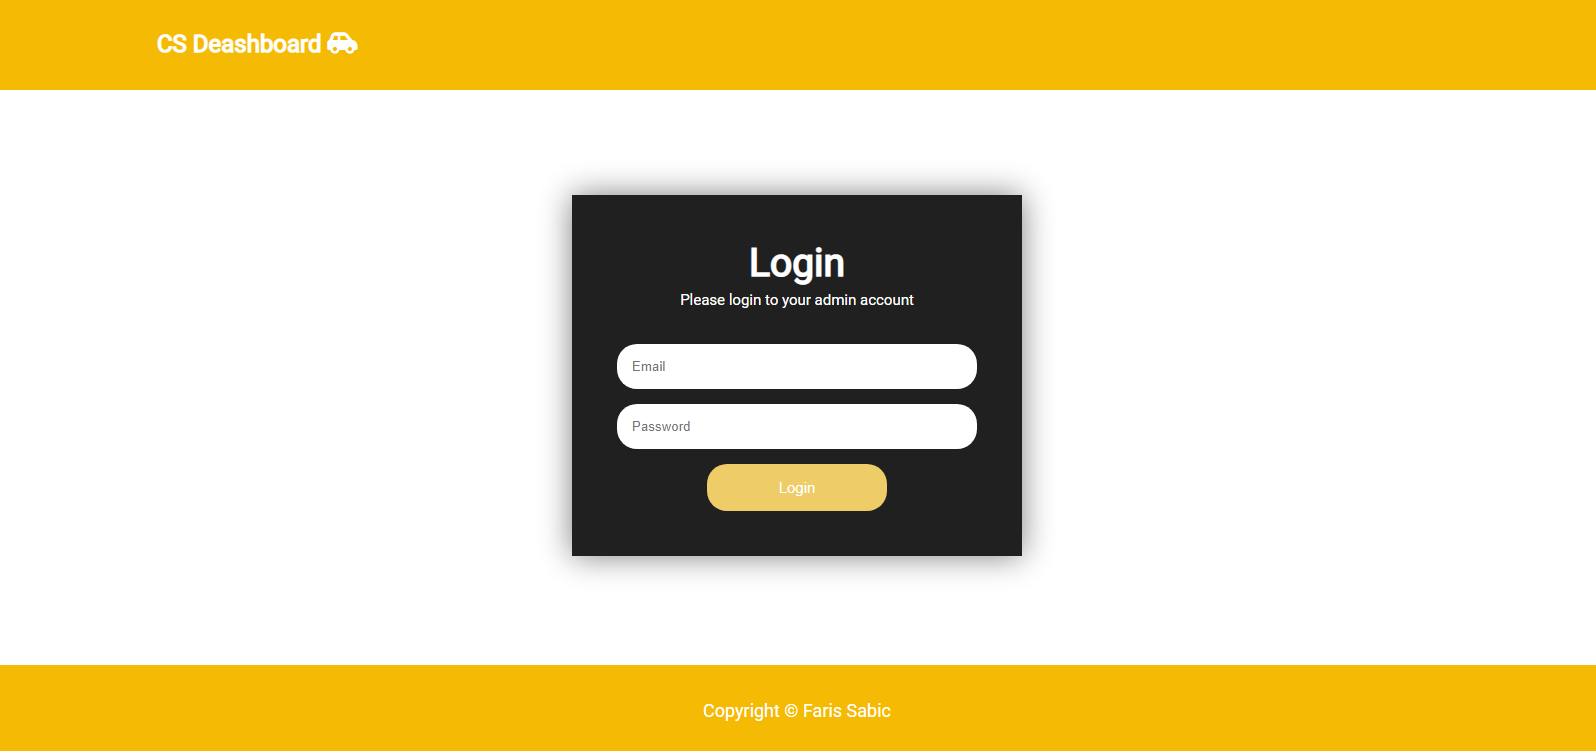 CS Deashboard
Login
Please login to your admin account
Email
Password
Login
Copyright © Faris Sabic